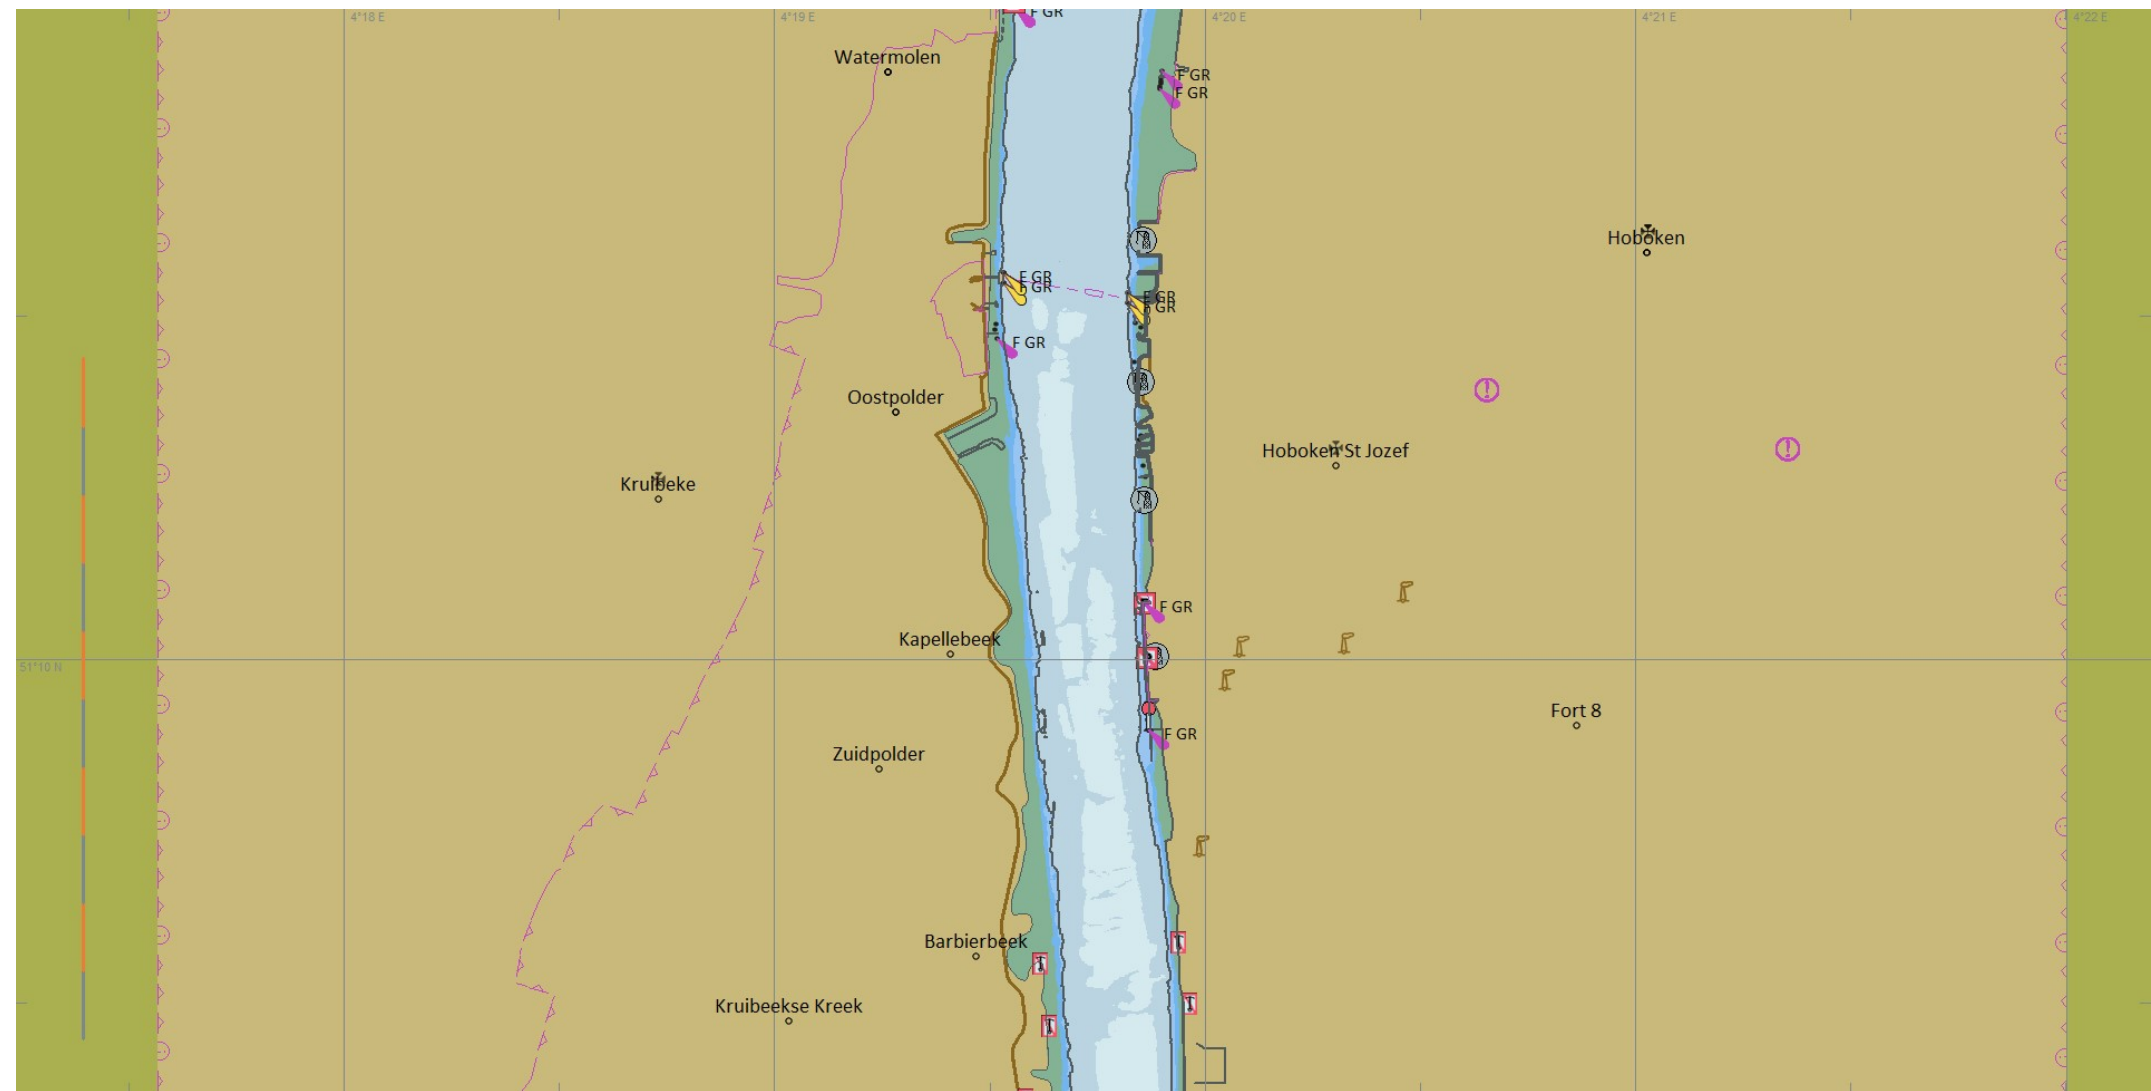 4°18 E
4°19 E
4°20 E
4°21 E
4°22 E
F GR
Watermolen
F GR
F GR
Hoboken
F GR
F GR
F GR
F GR
F GR
Oostpolder
Hoboken St Jozef
Kruibeke
F GR
Kapellebeek
51°10 N
Fort 8
F GR
Zuidpolder
Barbierbeek
Kruibeekse Kreek